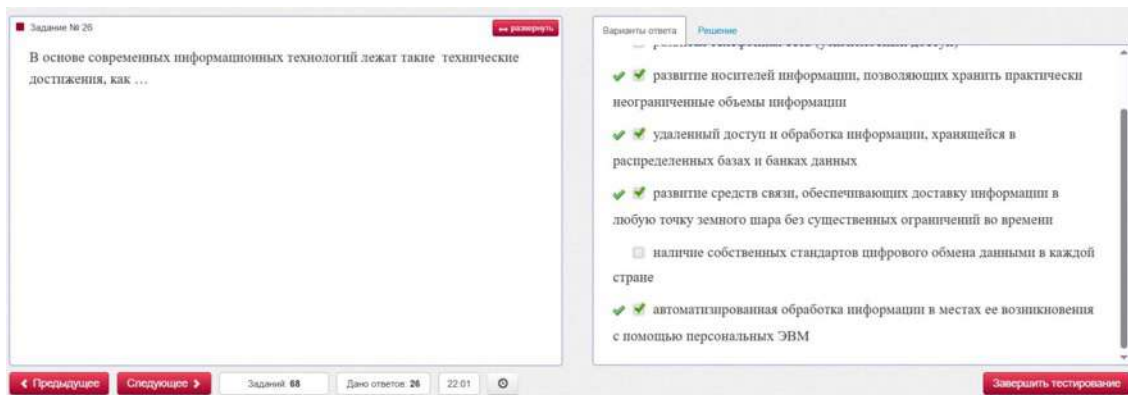 Задание № 26
развернуть
В основе современных информационных технологий лежат такие технические
достижения, как …
Варианты ответа
Решение
развитие носителей информации, позволяющих хранить практически
неограниченные объемы информации
удаленный доступ и обработка информации, хранящейся в
распределенных базах и банках данных
развитие средств связи, обеспечивающих доставку информации в
любую точку земного шара без существенных ограничений во времени
наличие собственных стандартов цифрового обмена данными в каждой
стране
автоматизированная обработка информации в местах ее возникновения
с помощью персональных ЭВМ
Предыдущее
Следующее
Заданий: 68
Дано ответов: 26
22:01
Завершить тестирование